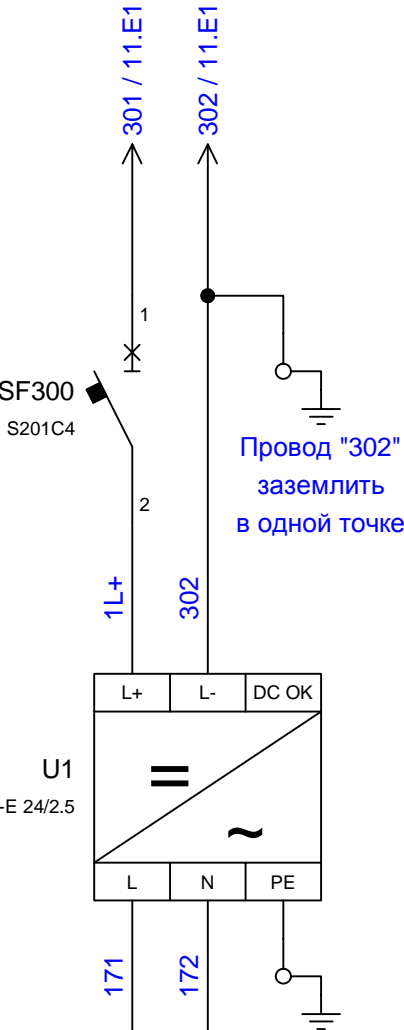 301 / 11.E1
302 / 11.E1
1
SF300
S201C4
2
Провод "302"
заземлить
в одной точке
1L+
302
L+
L-
DC OK
U1
-E 24/2.5
=
~
L
N
PE
171
172